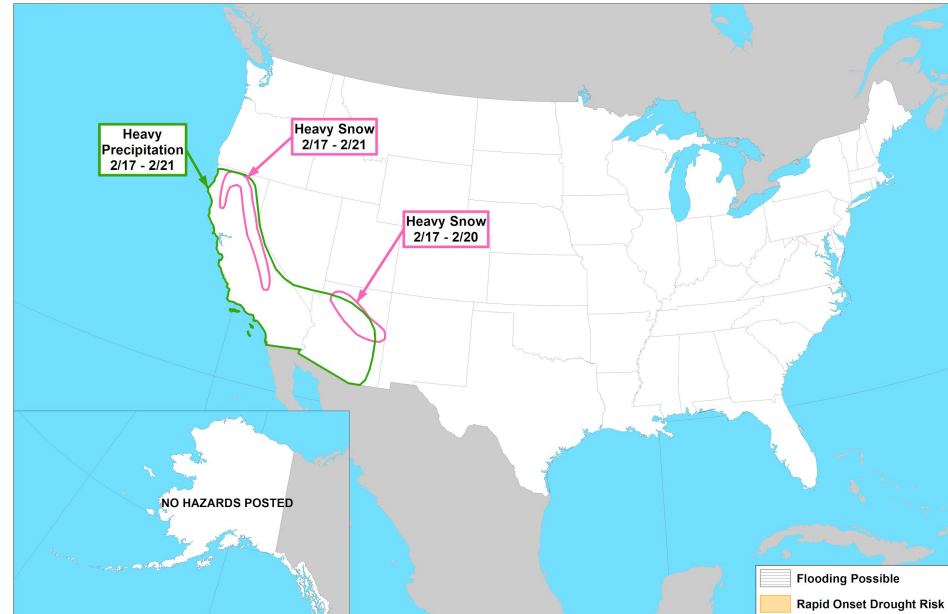 Heavy
Precipitation
2/17 - 2/21
Heavy Snow
2/17 - 2/21
Heavy Snow
2/17 - 2/20
NO HAZARDS POSTED
Flooding Possible
Rapid Onset Drought Risk